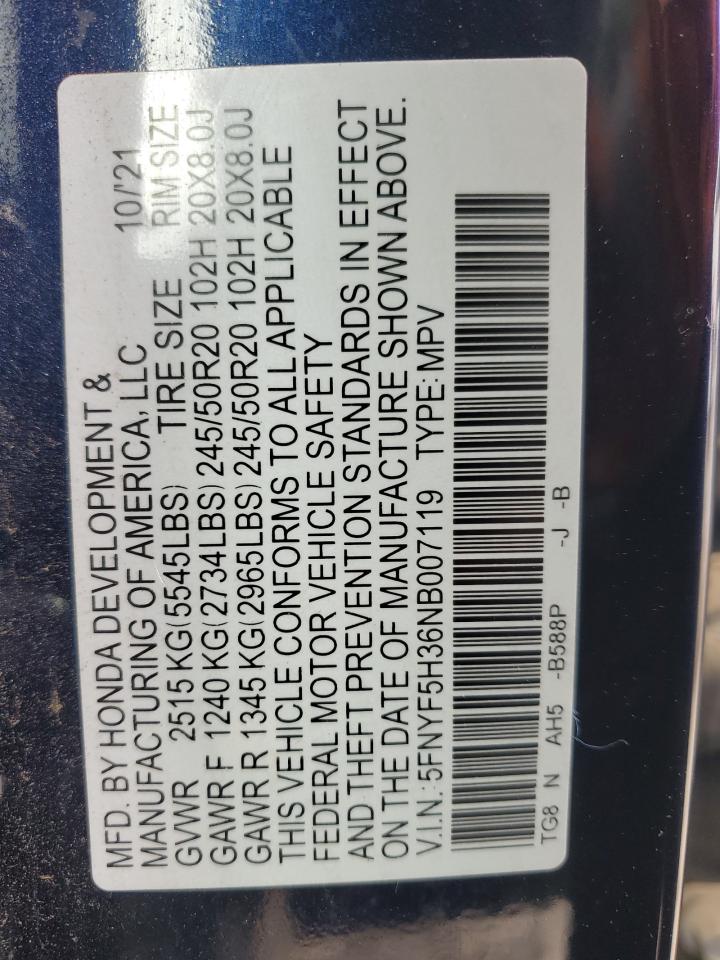 MFD. BY HONDA DEVELOPMENT &
MANUFACTURING OF AMERICA, LLC 10/'21
GVWR 2515 KG(5545LBS) TIRE SIZE RIM SIZE
GAWR F 1240 KG(2734LBS) 245/50R20 102H 20X8.0J
GAWR R 1345 KG(2965LBS) 245/50R20 102H 20X8.0J
THIS VEHICLE CONFORMS TO ALL APPLICABLE
FEDERAL MOTOR VEHICLE SAFETY
AND THEFT PREVENTION STANDARDS IN EFFECT
ON THE DATE OF MANUFACTURE SHOWN ABOVE.
V.I.N.:5FNYF5H36NB007119 TYPE:MPV
TG8 N AH5 -B588P -J -B